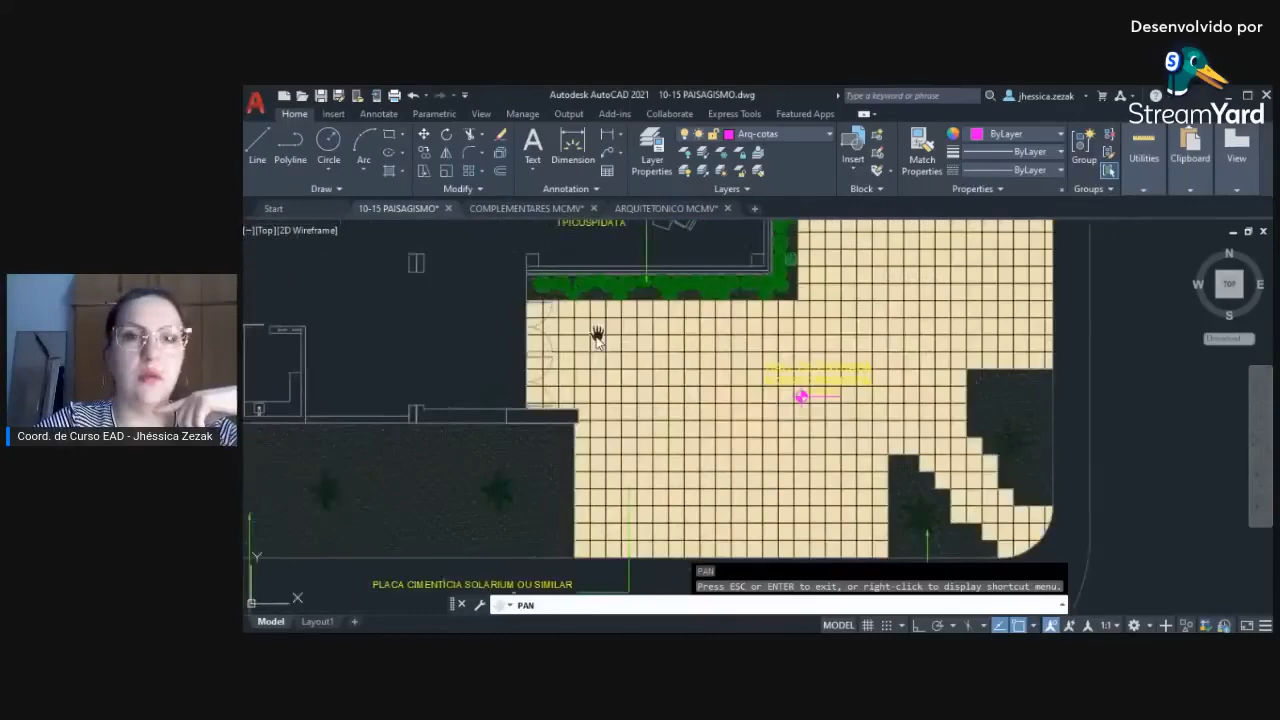 Desenvolvido por
StreamYard
Autodesk AutoCAD 2021 10-15 PAISAGISMO.dwg
Type a keyword or phrase
jhessica.zezak
Home Insert Annotate Parametric View Manage Output Add-ins Collaborate Express Tools Featured Apps
Arq-cotas
ByLayer
ByLayer
ByLayer
Line Polyline Circle Arc
Text Dimension
Layer Properties
Insert
Match Properties
Group
Utilities Clipboard View
Draw Modify Annotation Layers Block Properties Groups
Start 10-15 PAISAGISMO* COMPLEMENTARES MCMV* ARQUITETONICO MCMV*
[−][Top][2D Wireframe]
TPICUSPIDATA
N
W TOP E
S
Coord. de Curso EAD - Jhéssica Zezak
Y
X
PLACA CIMENTÍCIA SOLARIUM OU SIMILAR
PAN
Press ESC or ENTER to exit, or right-click to display shortcut menu.
PAN
Model Layout1
MODEL
1:1